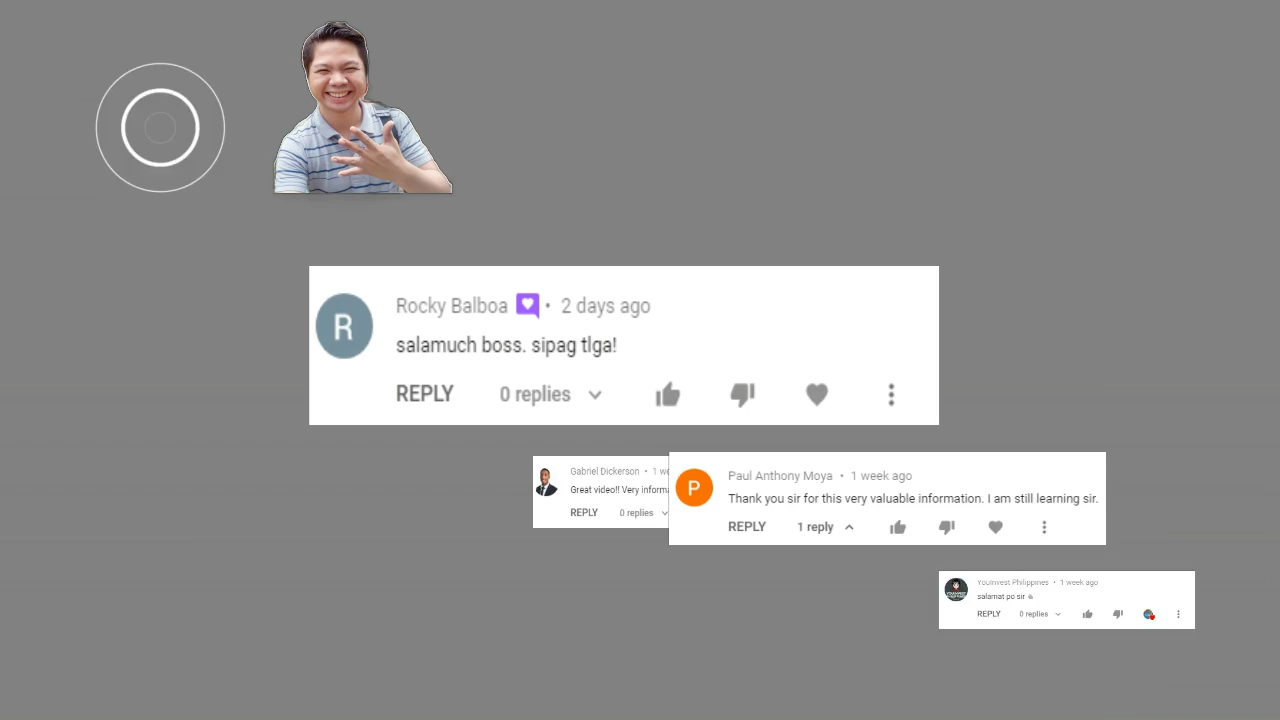 R
Rocky Balboa • 2 days ago
salamuch boss. sipag tlga!
REPLY 0 replies
Gabriel Dickerson • 1
Great video!! Very
REPLY 0 replies
P
Paul Anthony Moya • 1 week ago
Thank you sir for this very valuable information. I am still learning sir.
REPLY 1 reply
YouInvest Philippines • 1 week ago
salamat po sir
REPLY 0 replies